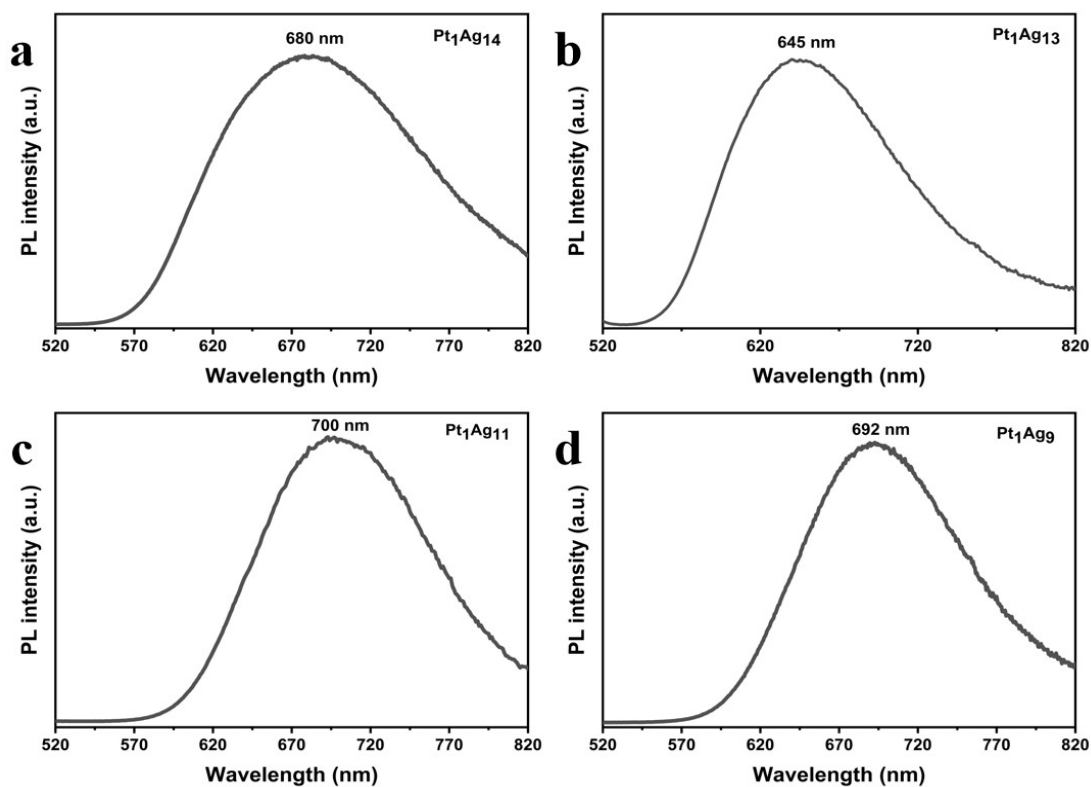 a
680 nm
Pt₁Ag₁₄
PL intensity (a.u.)
520 570 620 670 720 770 820
Wavelength (nm)
b
645 nm
Pt₁Ag₁₃
PL Intensity (a.u.)
520 620 720 820
Wavelength (nm)
c
700 nm
Pt₁Ag₁₁
PL intensity (a.u.)
520 570 620 670 720 770 820
Wavelength (nm)
d
692 nm
Pt₁Ag₉
PL intensity (a.u.)
520 570 620 670 720 770 820
Wavelength (nm)